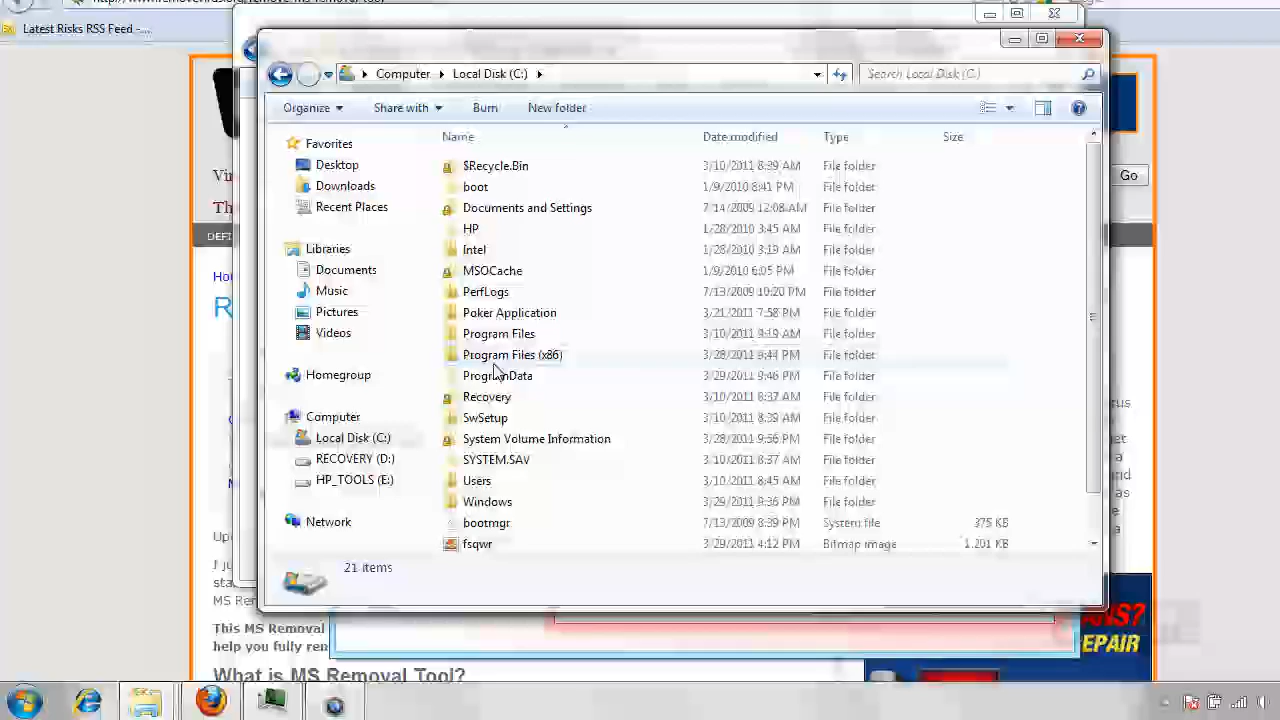 Latest Risks RSS Feed -...
Computer Local Disk (C:)
Search Local Disk (C:)
Organize Share with Burn New folder
Name Date modified Type Size
Favorites
Desktop
Downloads
Recent Places
Libraries
Documents
Music
Pictures
Videos
Homegroup
Computer
Local Disk (C:)
RECOVERY (D:)
HP_TOOLS (E:)
Network
$Recycle.Bin 3/10/2011 8:39 AM File folder
boot 1/9/2010 8:41 PM File folder
Documents and Settings 7/14/2009 12:08 AM File folder
HP 1/28/2010 3:45 AM File folder
Intel 1/28/2010 3:19 AM File folder
MSOCache 1/9/2010 6:05 PM File folder
PerfLogs 7/13/2009 10:20 PM File folder
Poker Application 3/21/2011 7:58 PM File folder
Program Files 3/10/2011 9:19 AM File folder
Program Files (x86) 3/28/2011 9:44 PM File folder
ProgramData 3/29/2011 9:46 PM File folder
Recovery 3/10/2011 8:37 AM File folder
SwSetup 3/10/2011 8:39 AM File folder
System Volume Information 3/28/2011 9:56 PM File folder
SYSTEM.SAV 3/10/2011 8:37 AM File folder
Users 3/10/2011 8:45 AM File folder
Windows 3/29/2011 9:36 PM File folder
bootmgr 7/13/2009 8:39 PM System file 375 KB
fsqwr 3/29/2011 4:12 PM Bitmap image 1,201 KB
21 items
Go
This MS Removal
help you fully
What is MS Removal Tool?
REPAIR